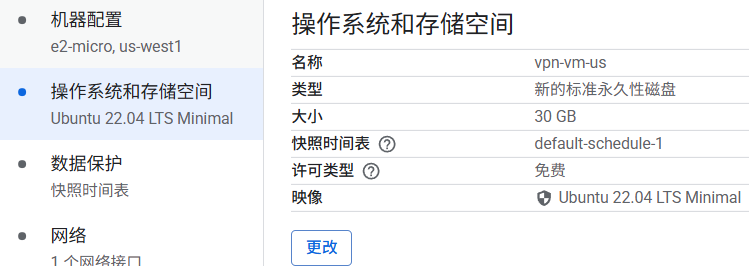 机器配置
e2-micro, us-west1
操作系统和存储空间
Ubuntu 22.04 LTS Minimal
数据保护
快照时间表
网络
1 个网络接口
操作系统和存储空间
名称 vpn-vm-us
类型 新的标准永久性磁盘
大小 30 GB
快照时间表 default-schedule-1
许可类型 免费
映像 Ubuntu 22.04 LTS Minimal
更改